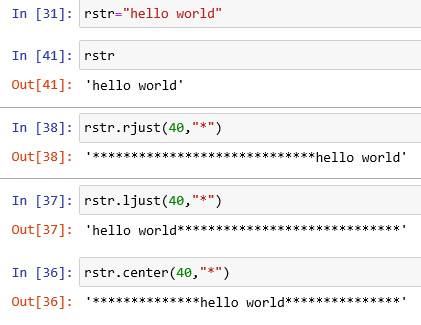 In [31]: rstr="hello world"
In [41]: rstr
Out[41]: 'hello world'
In [38]: rstr.rjust(40,"*")
Out[38]: '*****************************hello world'
In [37]: rstr.ljust(40,"*")
Out[37]: 'hello world*****************************'
In [36]: rstr.center(40,"*")
Out[36]: '**************hello world***************'